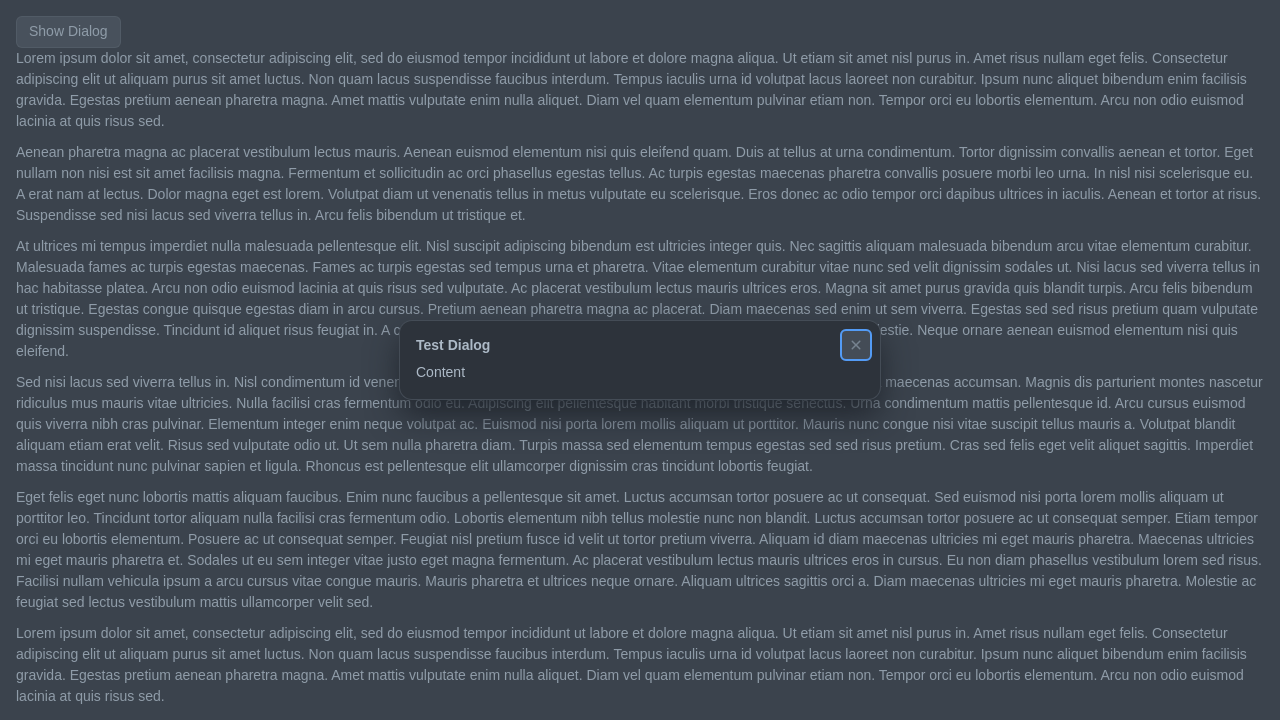 Show Dialog
Lorem ipsum dolor sit amet, consectetur adipiscing elit, sed do eiusmod tempor incididunt ut labore et dolore magna aliqua. Ut etiam sit amet nisl purus in. Amet risus nullam eget felis. Consectetur
adipiscing elit ut aliquam purus sit amet luctus. Non quam lacus suspendisse faucibus interdum. Tempus iaculis urna id volutpat lacus laoreet non curabitur. Ipsum nunc aliquet bibendum enim facilisis
gravida. Egestas pretium aenean pharetra magna. Amet mattis vulputate enim nulla aliquet. Diam vel quam elementum pulvinar etiam non. Tempor orci eu lobortis elementum. Arcu non odio euismod
lacinia at quis risus sed.
Aenean pharetra magna ac placerat vestibulum lectus mauris. Aenean euismod elementum nisi quis eleifend quam. Duis at tellus at urna condimentum. Tortor dignissim convallis aenean et tortor. Eget
nullam non nisi est sit amet facilisis magna. Fermentum et sollicitudin ac orci phasellus egestas tellus. Ac turpis egestas maecenas pharetra convallis posuere morbi leo urna. In nisl nisi scelerisque eu.
A erat nam at lectus. Dolor magna eget est lorem. Volutpat diam ut venenatis tellus in metus vulputate eu scelerisque. Eros donec ac odio tempor orci dapibus ultrices in iaculis. Aenean et tortor at risus.
Suspendisse sed nisi lacus sed viverra tellus in. Arcu felis bibendum ut tristique et.
At ultrices mi tempus imperdiet nulla malesuada pellentesque elit. Nisl suscipit adipiscing bibendum est ultricies integer quis. Nec sagittis aliquam malesuada bibendum arcu vitae elementum curabitur.
Malesuada fames ac turpis egestas maecenas. Fames ac turpis egestas sed tempus urna et pharetra. Vitae elementum curabitur vitae nunc sed velit dignissim sodales ut. Nisi lacus sed viverra tellus in
hac habitasse platea. Arcu non odio euismod lacinia at quis risus sed vulputate. Ac placerat vestibulum lectus mauris ultrices eros. Magna sit amet purus gravida quis blandit turpis. Arcu felis bibendum
ut tristique. Egestas congue quisque egestas diam in arcu cursus. Pretium aenean pharetra magna ac placerat. Diam maecenas sed enim ut sem viverra. Egestas sed sed risus pretium quam vulputate
dignissim suspendisse. Tincidunt id aliquet risus feugiat in. A Neque ornare aenean euismod elementum nisi quis
eleifend.
Test Dialog
Content
Sed nisi lacus sed viverra tellus in. Nisl condimentum id maecenas accumsan. Magnis dis parturient montes nascetur
ridiculus mus mauris vitae ultricies. Nulla facilisi cras fermentum odio eu. Adipiscing elit pellentesque habitant morbi tristique senectus. Urna condimentum mattis pellentesque id. Arcu cursus euismod
quis viverra nibh cras pulvinar. Elementum integer enim neque volutpat ac. Euismod nisi porta lorem mollis aliquam ut porttitor. Mauris nunc congue nisi vitae suscipit tellus mauris a. Volutpat blandit
aliquam etiam erat velit. Risus sed vulputate odio ut. Ut sem nulla pharetra diam. Turpis massa sed elementum tempus egestas sed sed risus pretium. Cras sed felis eget velit aliquet sagittis. Imperdiet
massa tincidunt nunc pulvinar sapien et ligula. Rhoncus est pellentesque elit ullamcorper dignissim cras tincidunt lobortis feugiat.
Eget felis eget nunc lobortis mattis aliquam faucibus. Enim nunc faucibus a pellentesque sit amet. Luctus accumsan tortor posuere ac ut consequat. Sed euismod nisi porta lorem mollis aliquam ut
porttitor leo. Tincidunt tortor aliquam nulla facilisi cras fermentum odio. Lobortis elementum nibh tellus molestie nunc non blandit. Luctus accumsan tortor posuere ac ut consequat semper. Etiam tempor
orci eu lobortis elementum. Posuere ac ut consequat semper. Feugiat nisl pretium fusce id velit ut tortor pretium viverra. Aliquam id diam maecenas ultricies mi eget mauris pharetra. Maecenas ultricies
mi eget mauris pharetra et. Sodales ut eu sem integer vitae justo eget magna fermentum. Ac placerat vestibulum lectus mauris ultrices eros in cursus. Eu non diam phasellus vestibulum lorem sed risus.
Facilisi nullam vehicula ipsum a arcu cursus vitae congue mauris. Mauris pharetra et ultrices neque ornare. Aliquam ultrices sagittis orci a. Diam maecenas ultricies mi eget mauris pharetra. Molestie ac
feugiat sed lectus vestibulum mattis ullamcorper velit sed.
Lorem ipsum dolor sit amet, consectetur adipiscing elit, sed do eiusmod tempor incididunt ut labore et dolore magna aliqua. Ut etiam sit amet nisl purus in. Amet risus nullam eget felis. Consectetur
adipiscing elit ut aliquam purus sit amet luctus. Non quam lacus suspendisse faucibus interdum. Tempus iaculis urna id volutpat lacus laoreet non curabitur. Ipsum nunc aliquet bibendum enim facilisis
gravida. Egestas pretium aenean pharetra magna. Amet mattis vulputate enim nulla aliquet. Diam vel quam elementum pulvinar etiam non. Tempor orci eu lobortis elementum. Arcu non odio euismod
lacinia at quis risus sed.